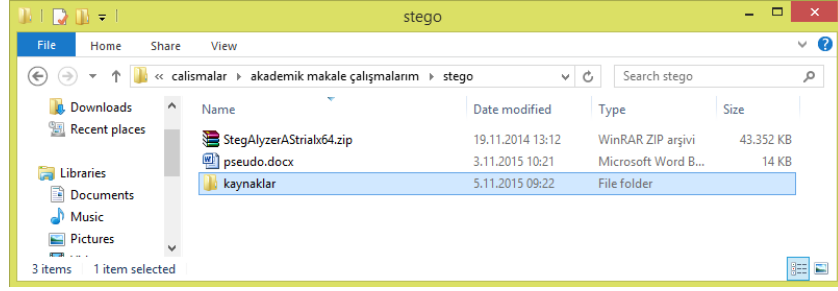 stego
File Home Share View
« calismalar akademik makale çalışmalarım stego Search stego
Downloads
Recent places
Libraries
Documents
Music
Pictures
Name Date modified Type Size
StegAlyzerAStrialx64.zip 19.11.2014 13:12 WinRAR ZIP arşivi 43.352 KB
pseudo.docx 3.11.2015 10:21 Microsoft Word B... 14 KB
kaynaklar 5.11.2015 09:22 File folder
3 items 1 item selected